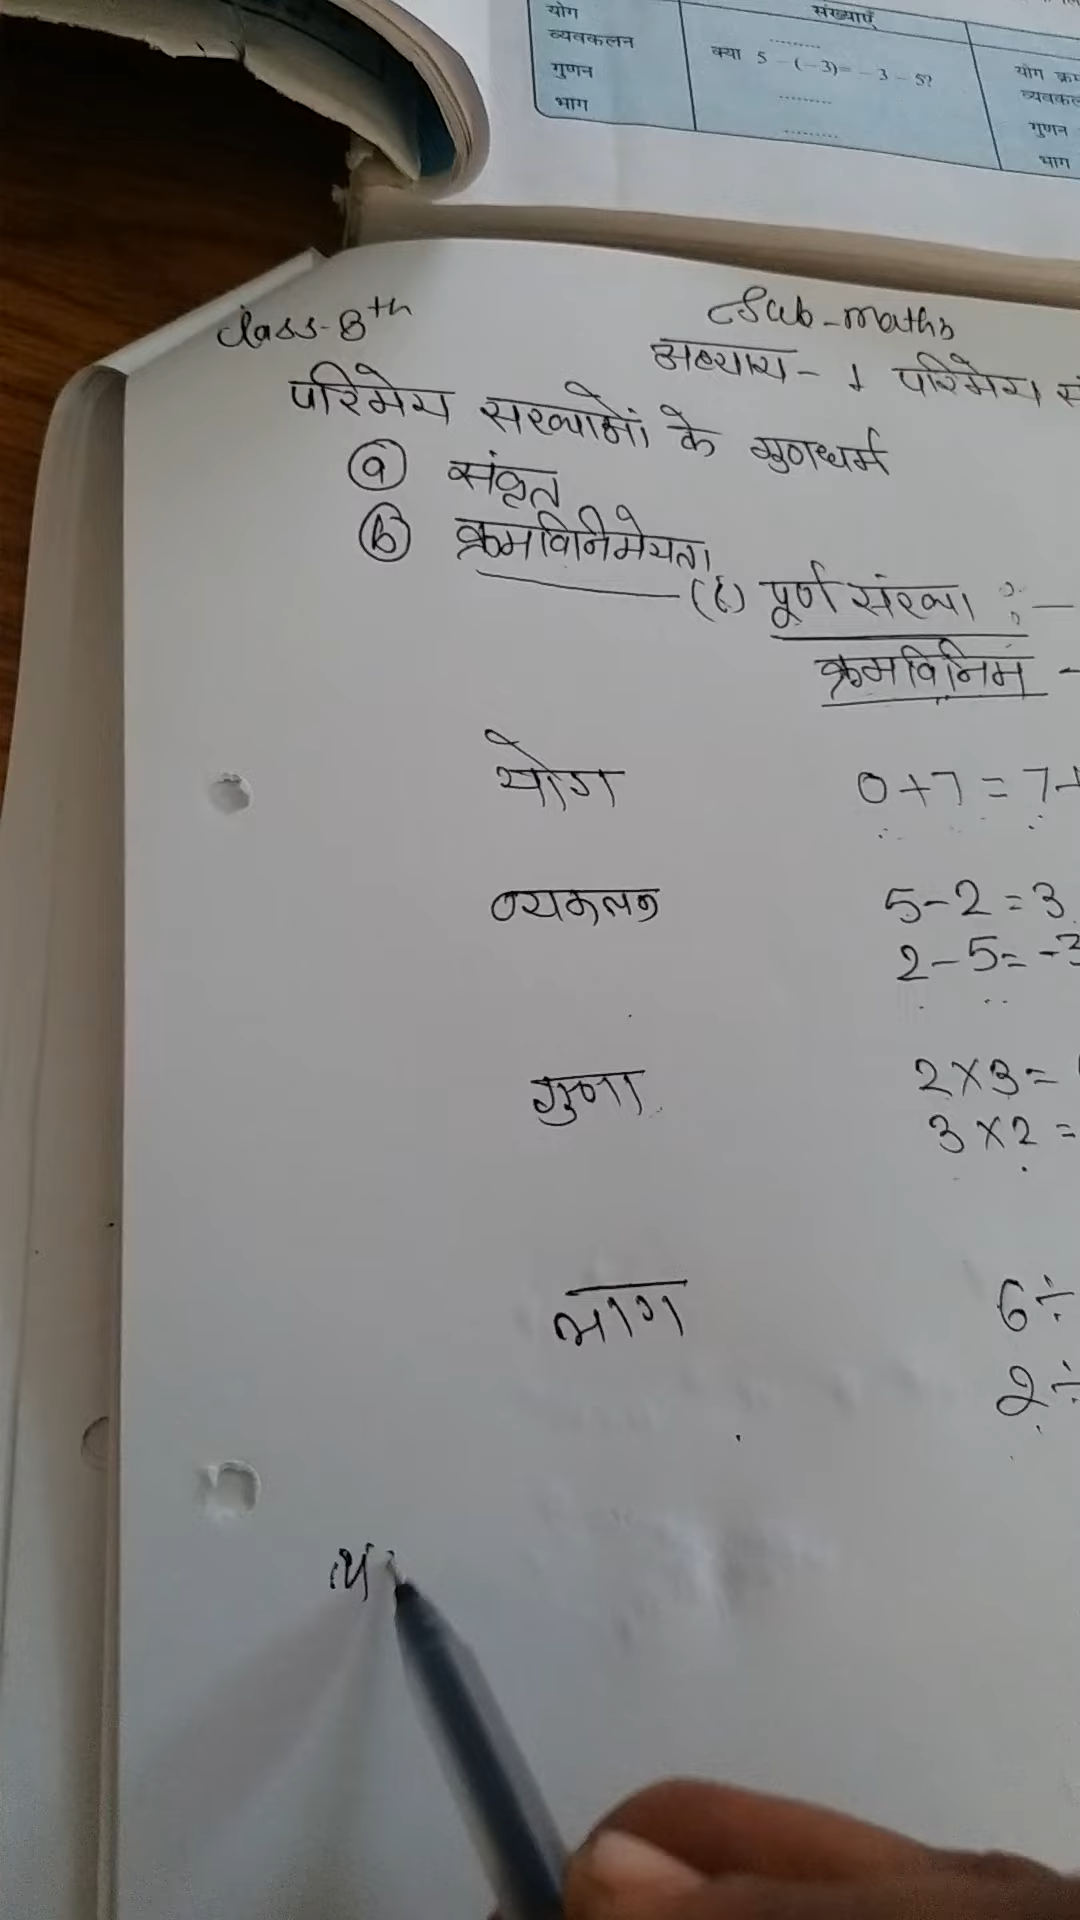 योग
व्यवकलन
गुणन
भाग
संख्याएँ
.........
क्या 5 - (-3) = - 3 - 5?
.........
.........
योग
व्यवकल
गुणन
भाग
Class-8th
Sub-maths
अध्याय - 1 परिमेय सं
परिमेय संख्याओं के गुणधर्म
(a) संवृत
(b) क्रमविनिमेयता
(i) पूर्ण संख्या :-
क्रमविनिम -
योग 0+7=7+
व्यकलन 5-2=3
2-5=-3
गुणा 2×3=
3×2=
भाग 6÷
2÷